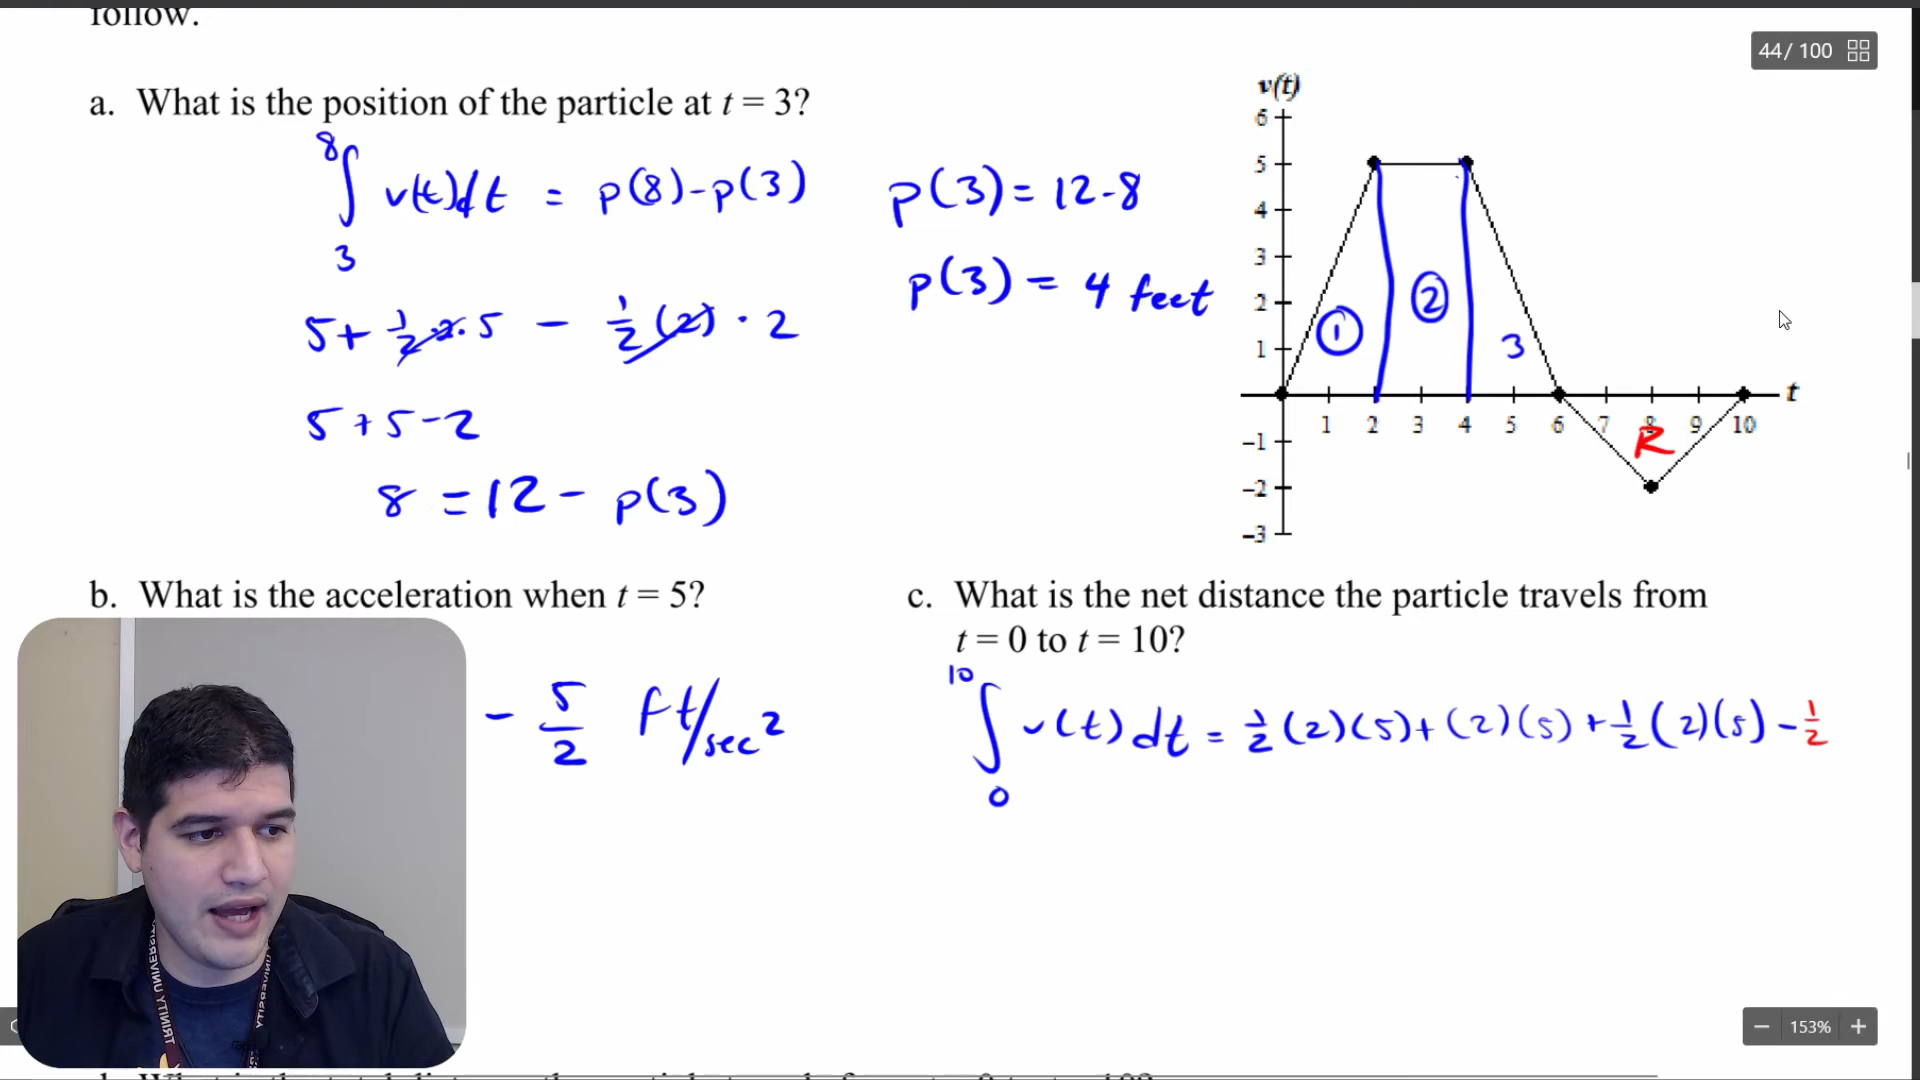 follow.
44 / 100
a. What is the position of the particle at t = 3?
8
∫ v(t)dt = p(8)-p(3)
3
5 + 1/2 · 2 · 5 - 1/2 (2) · 2
5 + 5 - 2
8 = 12 - p(3)
p(3) = 12 - 8
p(3) = 4 feet
v(t)
6
5
4
3
2
1
-1
-2
-3
1 2 3 4 5 6 7 8 9 10
t
1 2 3
R
b. What is the acceleration when t = 5?
- 5/2 ft/sec²
c. What is the net distance the particle travels from
t = 0 to t = 10?
10
∫ v(t) dt = 1/2 (2)(5) + (2)(5) + 1/2 (2)(5) - 1/2
0
TRINITY UNIVERSITY
153%